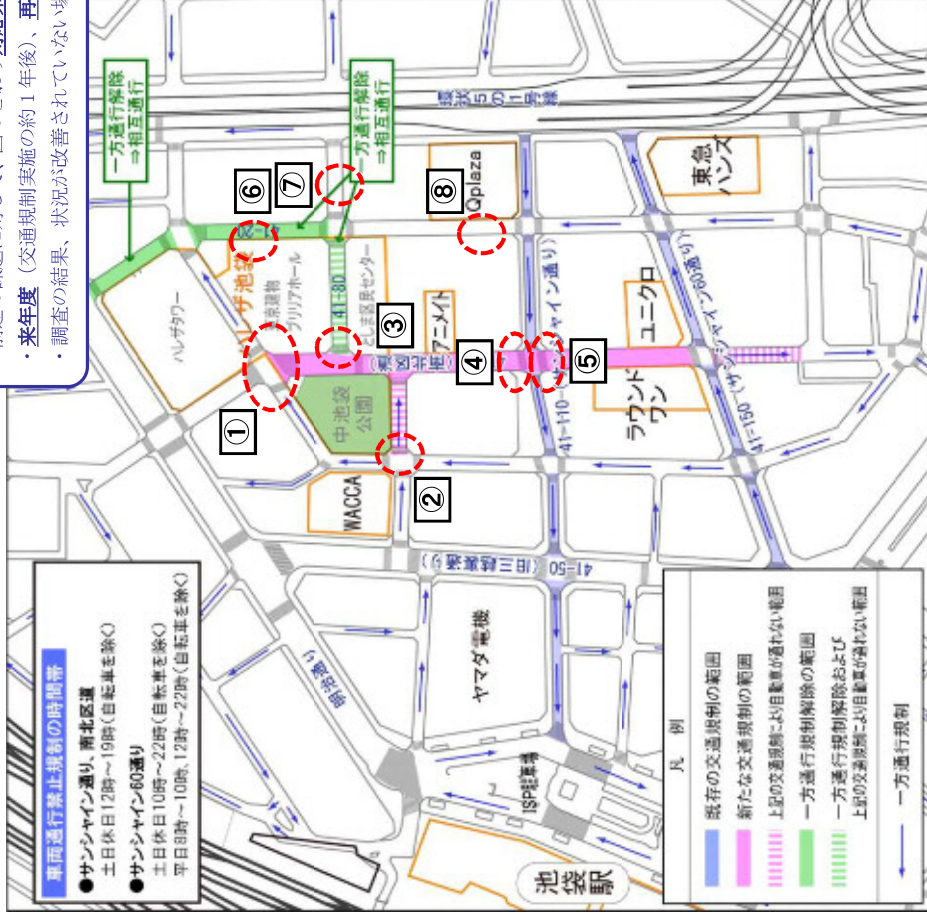 ・来年度（交通規制実施の約1年後）、再
・調査の結果、状況が改善されていない場
車両通行禁止規制の時間帯
●サンシャイン通り、南北区道
土日休日12時～19時（自転車を除く）
●サンシャイン60通り
土日休日10時～22時（自転車を除く）
平日8時～10時、12時～22時（自転車を除く）
一方通行解除
⇒相互通行
一方通行解除
⇒相互通行
環状5の1号線
明治通り
ハレザタワー
ハレザ池袋
東京建物
ブリリアホール
としま区民センター
41-20
41-80
中池袋
公園
（南北区道）
WACCA
アニメイト
Qplaza
東急
ハンズ
ユニクロ
ラウンド
ワン
ヤマダ電機
41-50（旧三越裏通り）
41-110（サンシャイン通り）
41-150（サンシャイン60通り）
ISP駐車場
池袋駅
①
②
③
④
⑤
⑥
⑦
⑧
凡 例
既存の交通規制の範囲
新たな交通規制の範囲
上記の交通規制により自動車が通れない範囲
一方通行規制解除の範囲
一方通行規制解除および
上記の交通規制により自動車が通れない範囲
一方通行規制